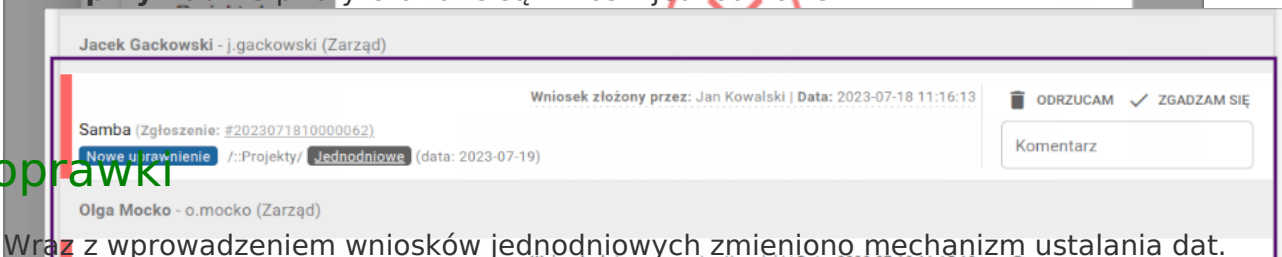 Jacek Gackowski - j.gackowski (Zarząd)
Wniosek złożony przez: Jan Kowalski | Data: 2023-07-18 11:16:13
ODRZUCAM ZGADZAM SIĘ
Samba (Zgłoszenie: #2023071810000062)
Komentarz
Nowe uprawnienie /::Projekty/ Jednodniowe (data: 2023-07-19)
oprawki
Olga Mocko - o.mocko (Zarząd)
Wraz z wprowadzeniem wniosków jednodniowych zmieniono mechanizm ustalania dat.